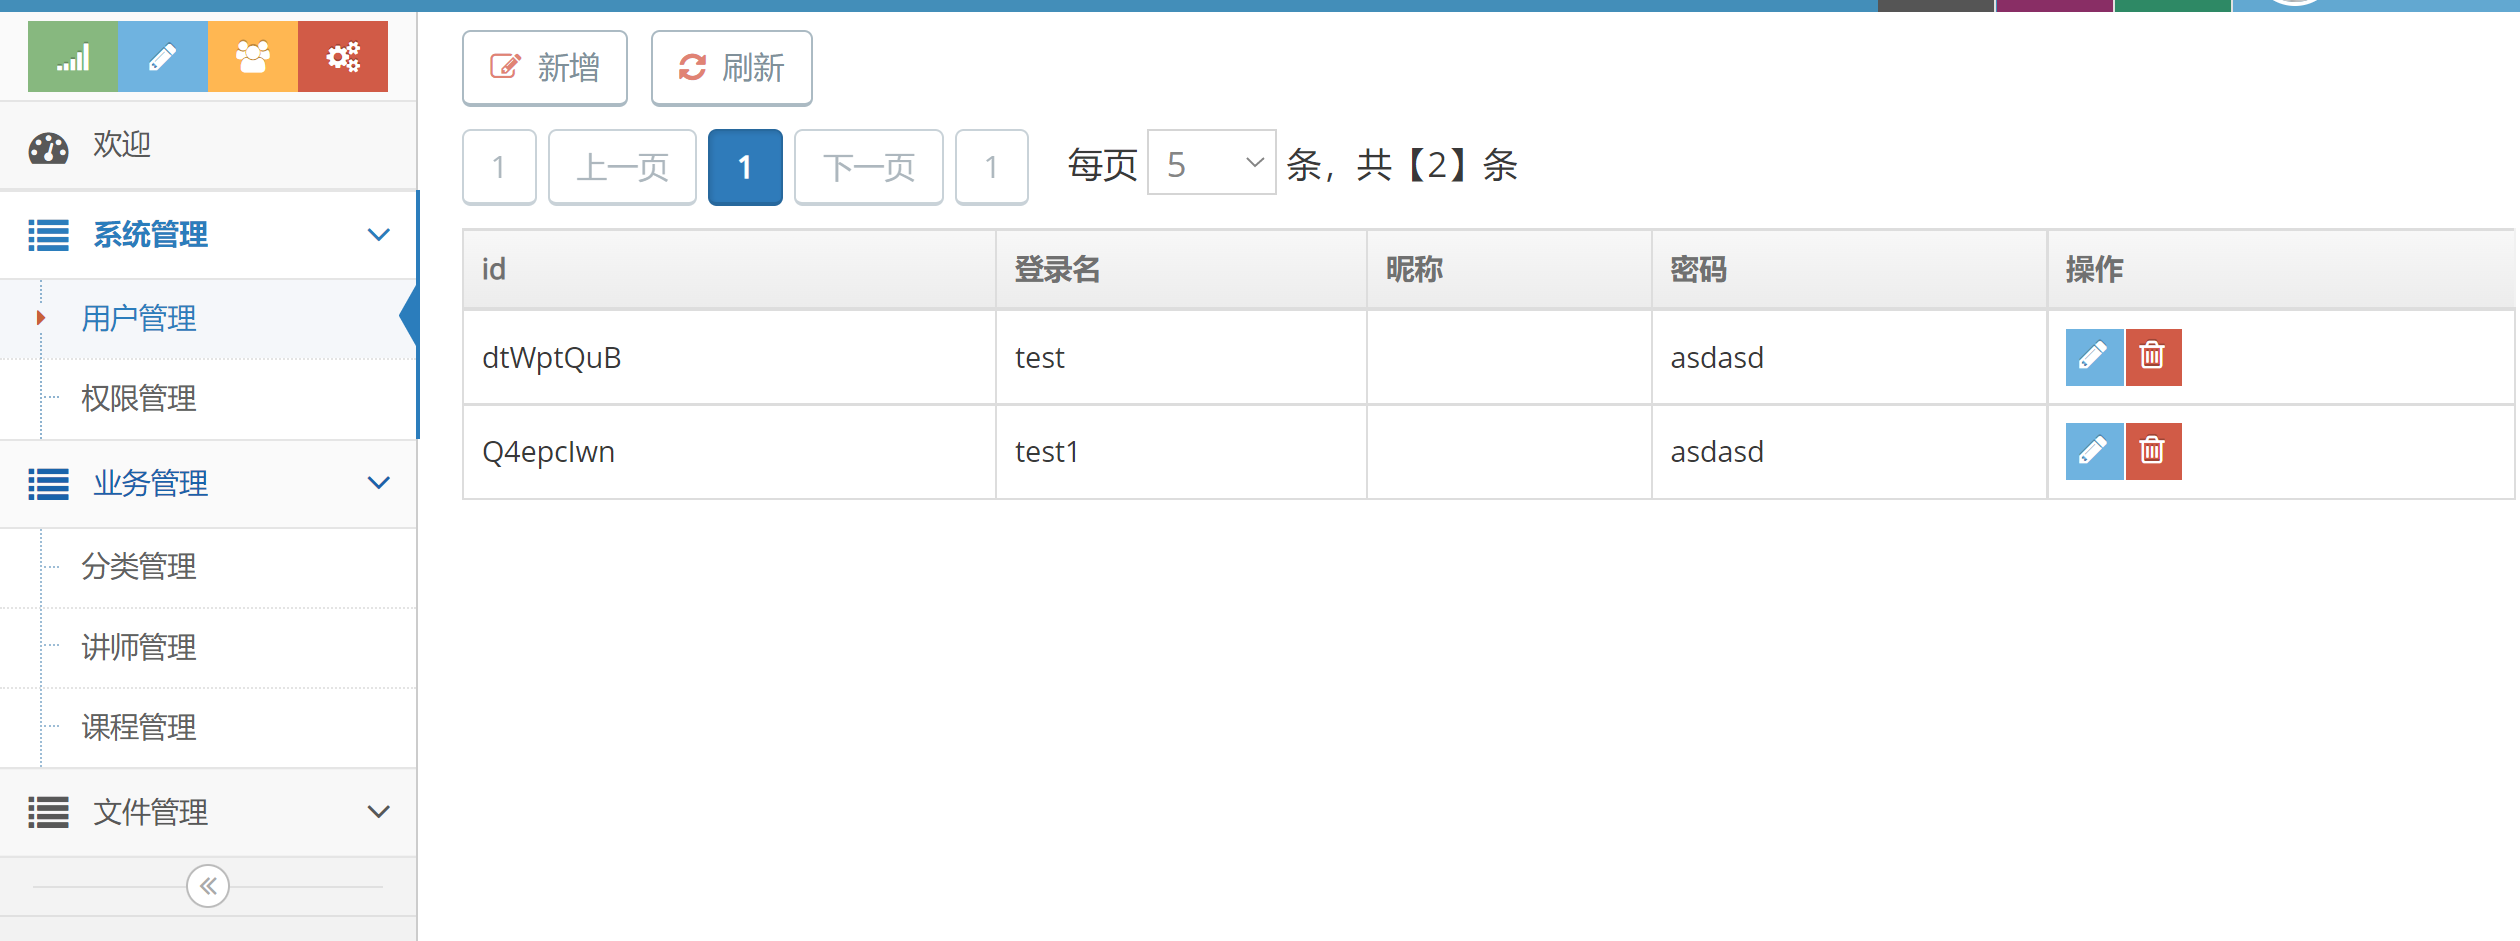 欢迎
系统管理
用户管理
权限管理
业务管理
分类管理
讲师管理
课程管理
文件管理
新增 刷新
1 上一页 1 下一页 1 每页 5 条，共【2】条
id 登录名 昵称 密码 操作
dtWptQuB test asdasd
Q4epcIwn test1 asdasd